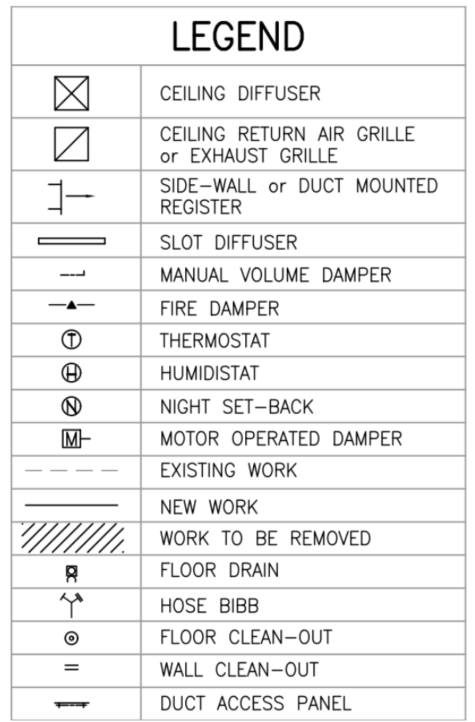 LEGEND
CEILING DIFFUSER
CEILING RETURN AIR GRILLE
or EXHAUST GRILLE
SIDE-WALL or DUCT MOUNTED
REGISTER
SLOT DIFFUSER
MANUAL VOLUME DAMPER
FIRE DAMPER
T THERMOSTAT
H HUMIDISTAT
N NIGHT SET-BACK
M MOTOR OPERATED DAMPER
EXISTING WORK
NEW WORK
WORK TO BE REMOVED
FLOOR DRAIN
HOSE BIBB
FLOOR CLEAN-OUT
WALL CLEAN-OUT
DUCT ACCESS PANEL